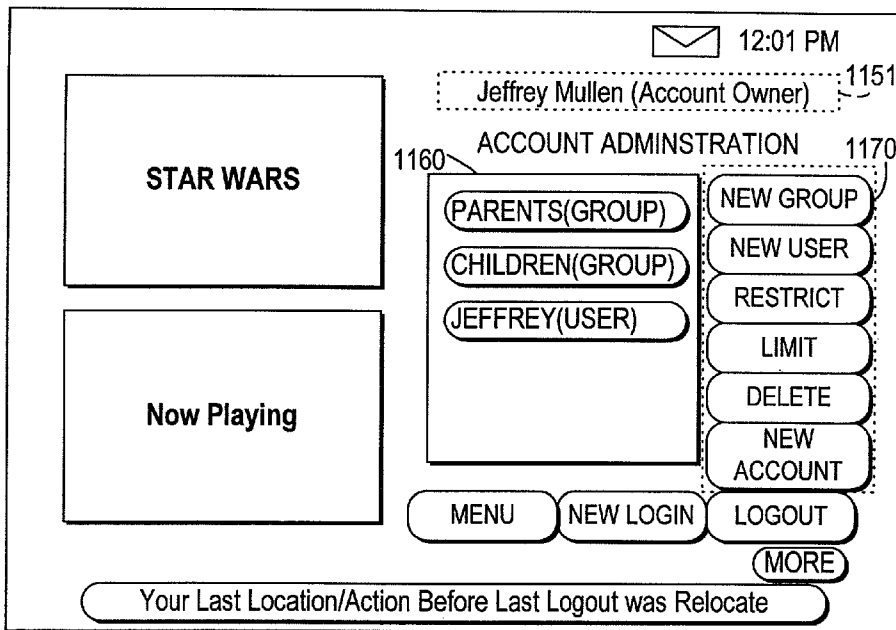 12:01 PM
1151
Jeffrey Mullen (Account Owner)
ACCOUNT ADMINSTRATION
1160
1170
STAR WARS
PARENTS(GROUP)
CHILDREN(GROUP)
JEFFREY(USER)
NEW GROUP
NEW USER
RESTRICT
LIMIT
DELETE
NEW
ACCOUNT
Now Playing
MENU
NEW LOGIN
LOGOUT
MORE
Your Last Location/Action Before Last Logout was Relocate